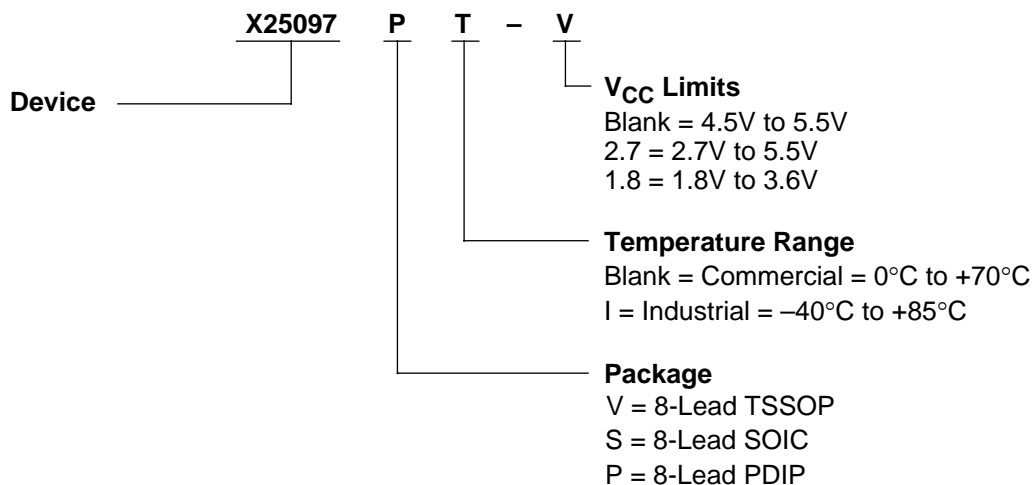 X25097 P T – V
Device
VCC Limits
Blank = 4.5V to 5.5V
2.7 = 2.7V to 5.5V
1.8 = 1.8V to 3.6V
Temperature Range
Blank = Commercial = 0°C to +70°C
I = Industrial = –40°C to +85°C
Package
V = 8-Lead TSSOP
S = 8-Lead SOIC
P = 8-Lead PDIP